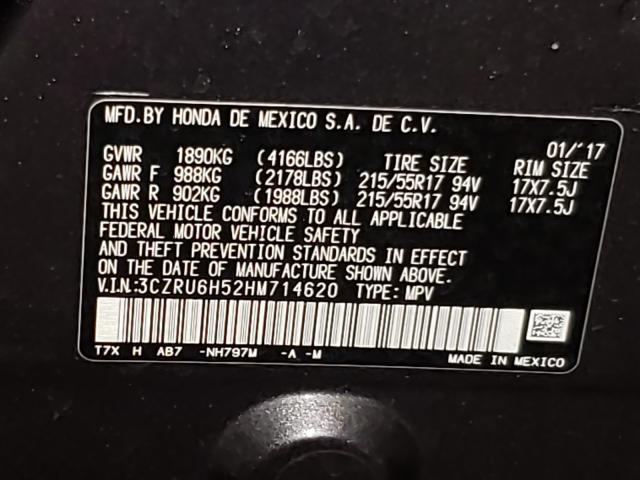 MFD. BY HONDA DE MEXICO S.A. DE C.V.
01/'17
GVWR 1890KG (4166LBS) TIRE SIZE RIM SIZE
GAWR F 988KG (2178LBS) 215/55R17 94V 17X7.5J
GAWR R 902KG (1988LBS) 215/55R17 94V 17X7.5J
THIS VEHICLE CONFORMS TO ALL APPLICABLE
FEDERAL MOTOR VEHICLE SAFETY
AND THEFT PREVENTION STANDARDS IN EFFECT
ON THE DATE OF MANUFACTURE SHOWN ABOVE.
V.I.N.:3CZRU6H52HM714620 TYPE: MPV
T7X H AB7 -NH797M -A -M
MADE IN MEXICO